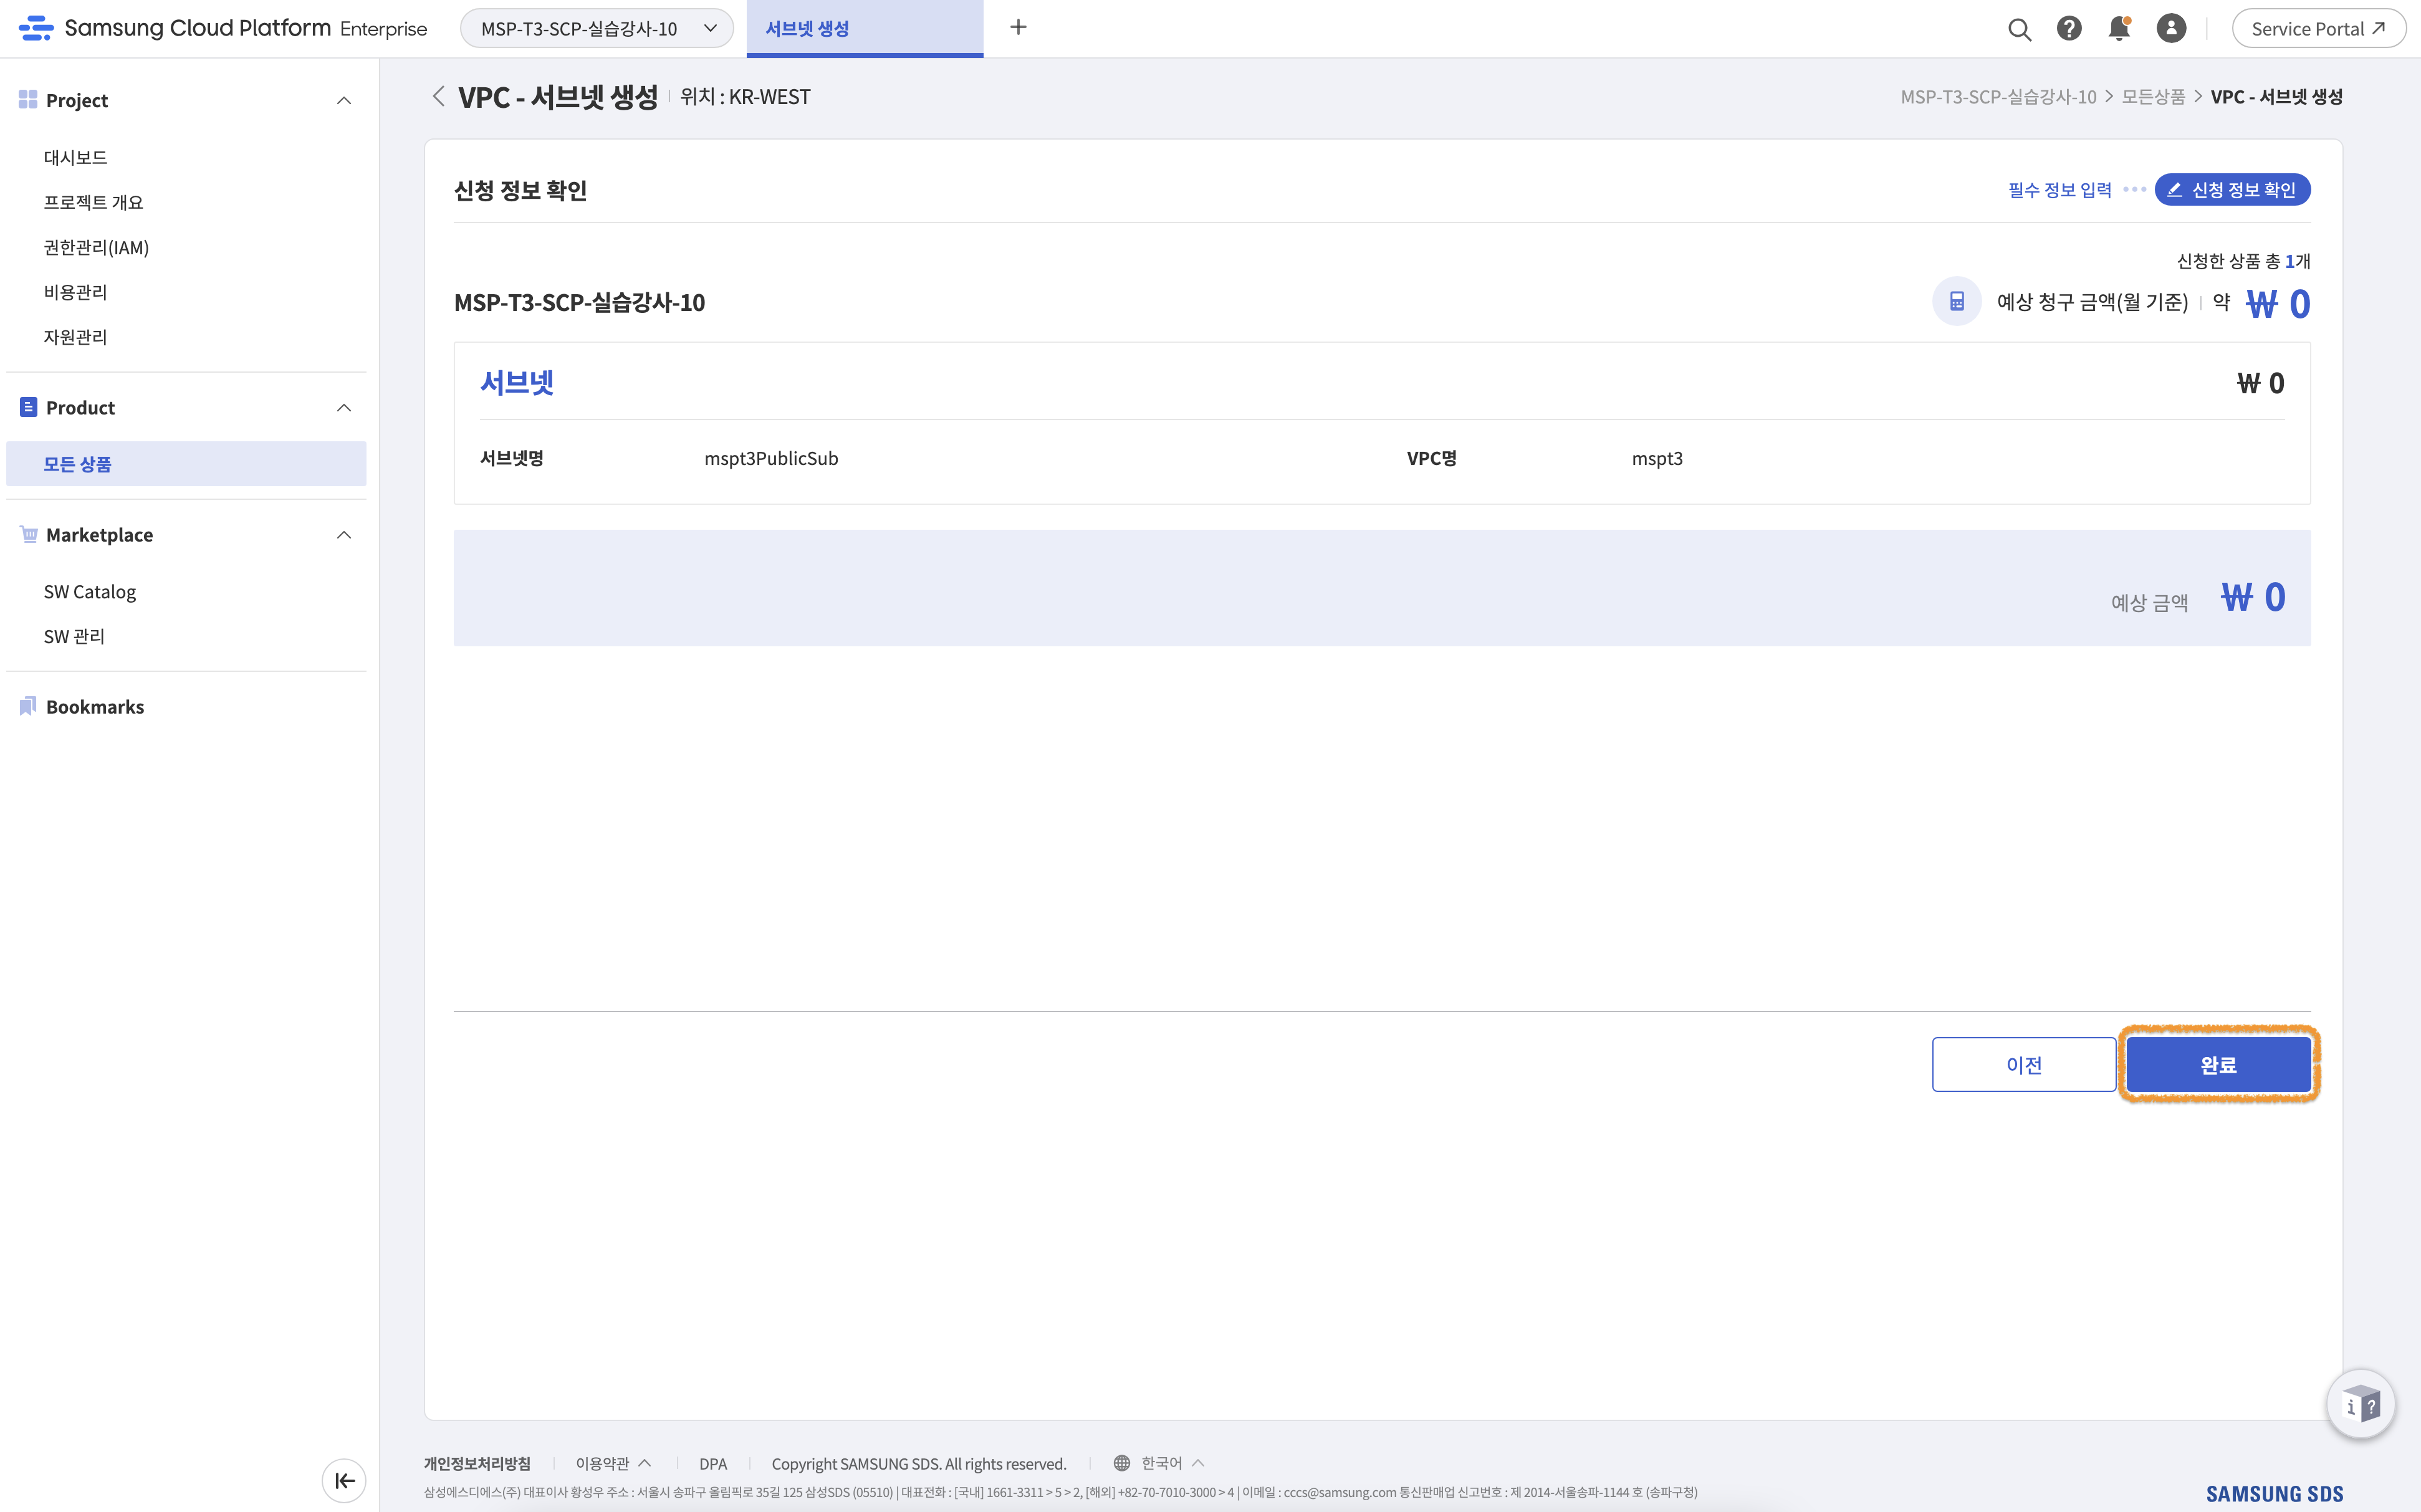 Samsung Cloud Platform Enterprise
MSP-T3-SCP-실습강사-10
서브넷 생성
Service Portal
Project
대시보드
프로젝트 개요
권한관리(IAM)
비용관리
자원관리
Product
모든 상품
Marketplace
SW Catalog
SW 관리
Bookmarks
VPC - 서브넷 생성 위치 : KR-WEST
MSP-T3-SCP-실습강사-10 > 모든상품 > VPC - 서브넷 생성
신청 정보 확인
필수 정보 입력 신청 정보 확인
신청한 상품 총 1개
MSP-T3-SCP-실습강사-10
예상 청구 금액(월 기준) 약 ₩ 0
서브넷 ₩ 0
서브넷명 mspt3PublicSub VPC명 mspt3
예상 금액 ₩ 0
이전 완료
개인정보처리방침 이용약관 DPA Copyright SAMSUNG SDS. All rights reserved. 한국어
삼성에스디에스(주) 대표이사 황성우 주소 : 서울시 송파구 올림픽로 35길 125 삼성SDS (05510) | 대표전화 : [국내] 1661-3311 > 5 > 2, [해외] +82-70-7010-3000 > 4 | 이메일 : cccs@samsung.com 통신판매업 신고번호 : 제 2014-서울송파-1144 호 (송파구청)
SAMSUNG SDS
i ?